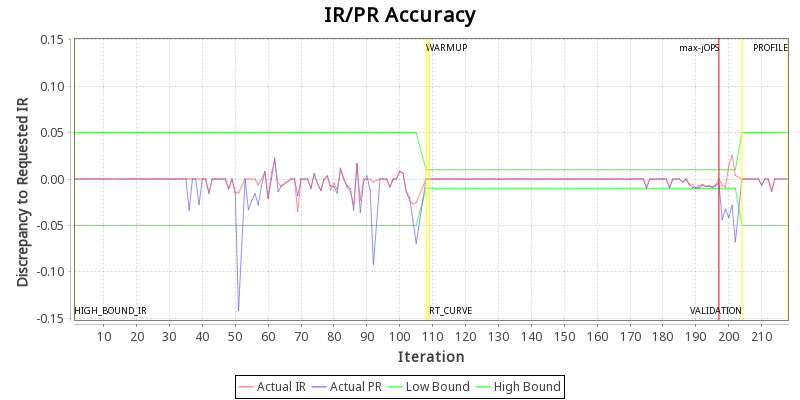 IR/PR Accuracy
Discrepancy to Requested IR
0.15
0.10
0.05
0.00
-0.05
-0.10
-0.15
WARMUP
max-jOPS
PROFILE
HIGH_BOUND_IR
RT_CURVE
VALIDATION
10 20 30 40 50 60 70 80 90 100 110 120 130 140 150 160 170 180 190 200 210
Iteration
Actual IR Actual PR Low Bound High Bound